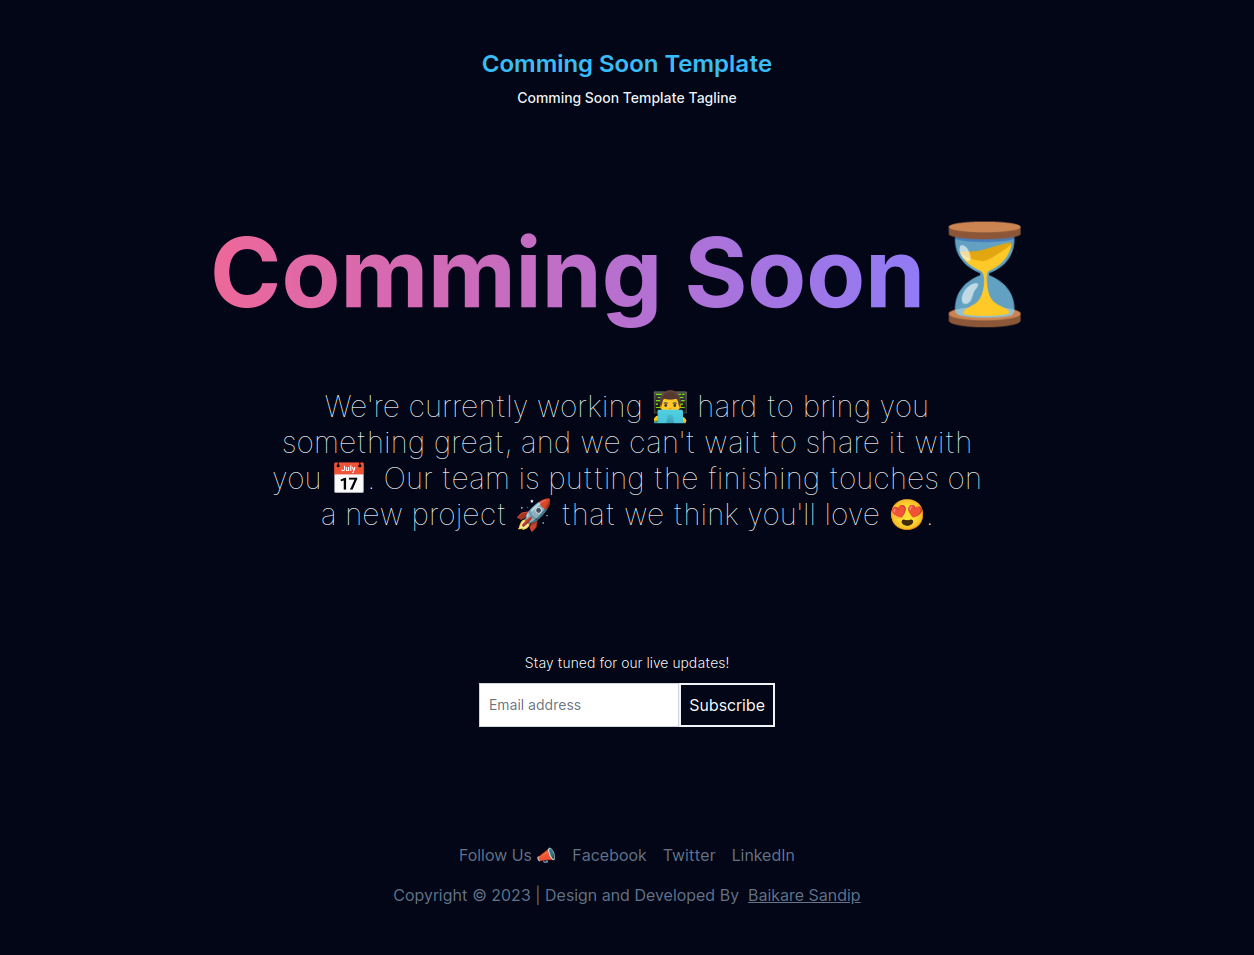 Comming Soon Template
Comming Soon Template Tagline
Comming Soon⏳
We're currently working 👨‍💻 hard to bring you
something great, and we can't wait to share it with
you 📅. Our team is putting the finishing touches on
a new project 🚀 that we think you'll love 😍.
Stay tuned for our live updates!
Email address Subscribe
Follow Us 📣 Facebook Twitter LinkedIn
Copyright © 2023 | Design and Developed By Baikare Sandip